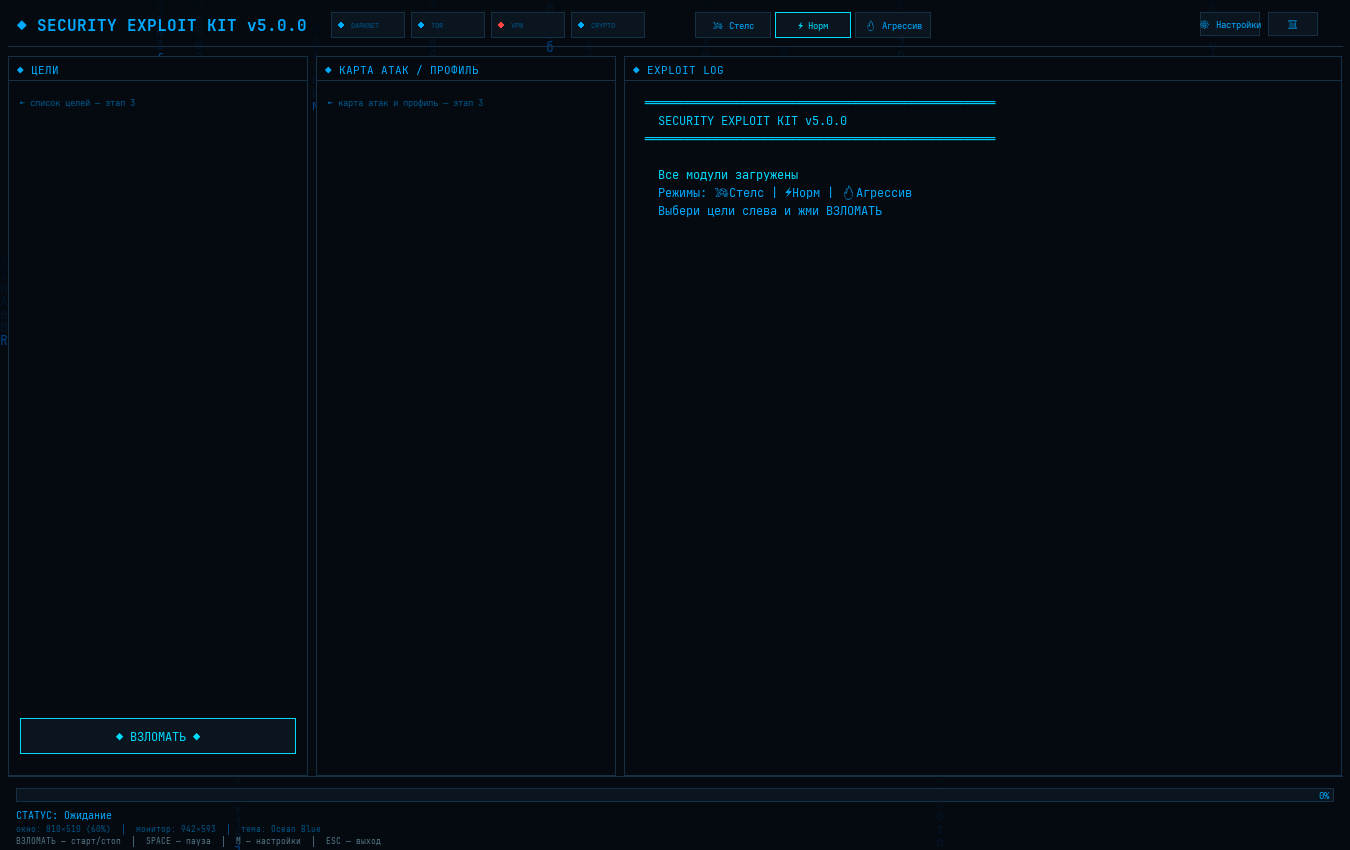 ◆ SECURITY EXPLOIT KIT v5.0.0
◆ DARKNET
◆ TOR
◆ VPN
◆ CRYPTO
Стелс
⚡Норм
Агрессив
Настройки
◆ ЦЕЛИ
← список целей — этап 3
◆ ВЗЛОМАТЬ ◆
◆ КАРТА АТАК / ПРОФИЛЬ
← карта атак и профиль — этап 3
◆ EXPLOIT LOG
SECURITY EXPLOIT KIT v5.0.0
Все модули загружены
Режимы: Стелс | ⚡Норм | Агрессив
Выбери цели слева и жми ВЗЛОМАТЬ
0%
СТАТУС: Ожидание
окно: 810×510 (60%) │ монитор: 942×593 │ тема: Ocean Blue
ВЗЛОМАТЬ — старт/стоп │ SPACE — пауза │ M — настройки │ ESC — выход